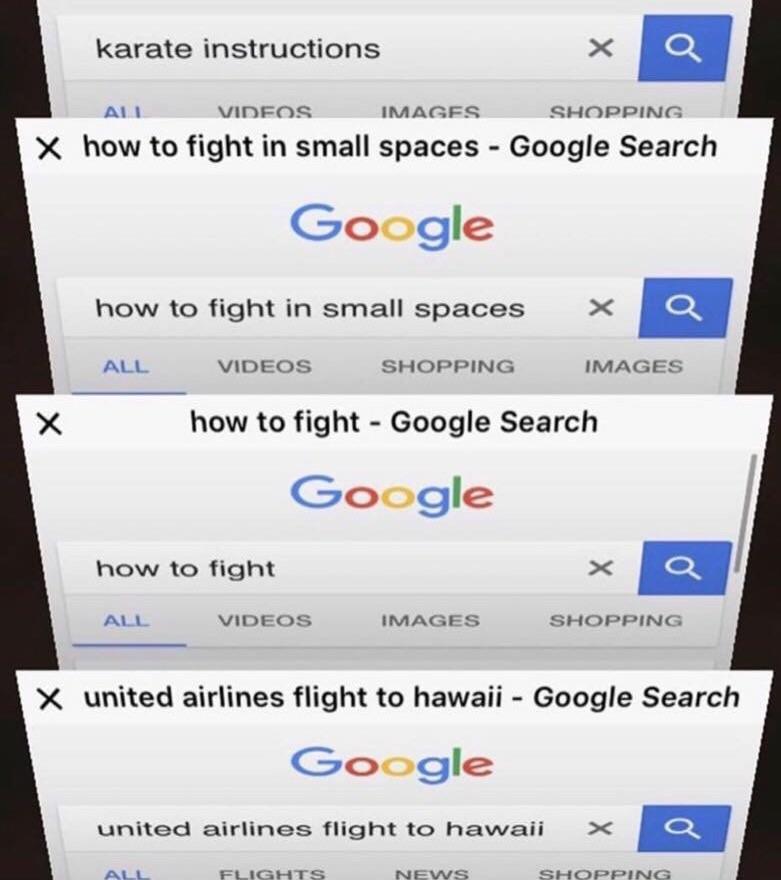 karate instructions
ALL VIDEOS IMAGES SHOPPING
how to fight in small spaces - Google Search
Google
how to fight in small spaces
ALL VIDEOS SHOPPING IMAGES
how to fight - Google Search
Google
how to fight
ALL VIDEOS IMAGES SHOPPING
united airlines flight to hawaii - Google Search
Google
united airlines flight to hawaii
ALL FLIGHTS NEWS SHOPPING